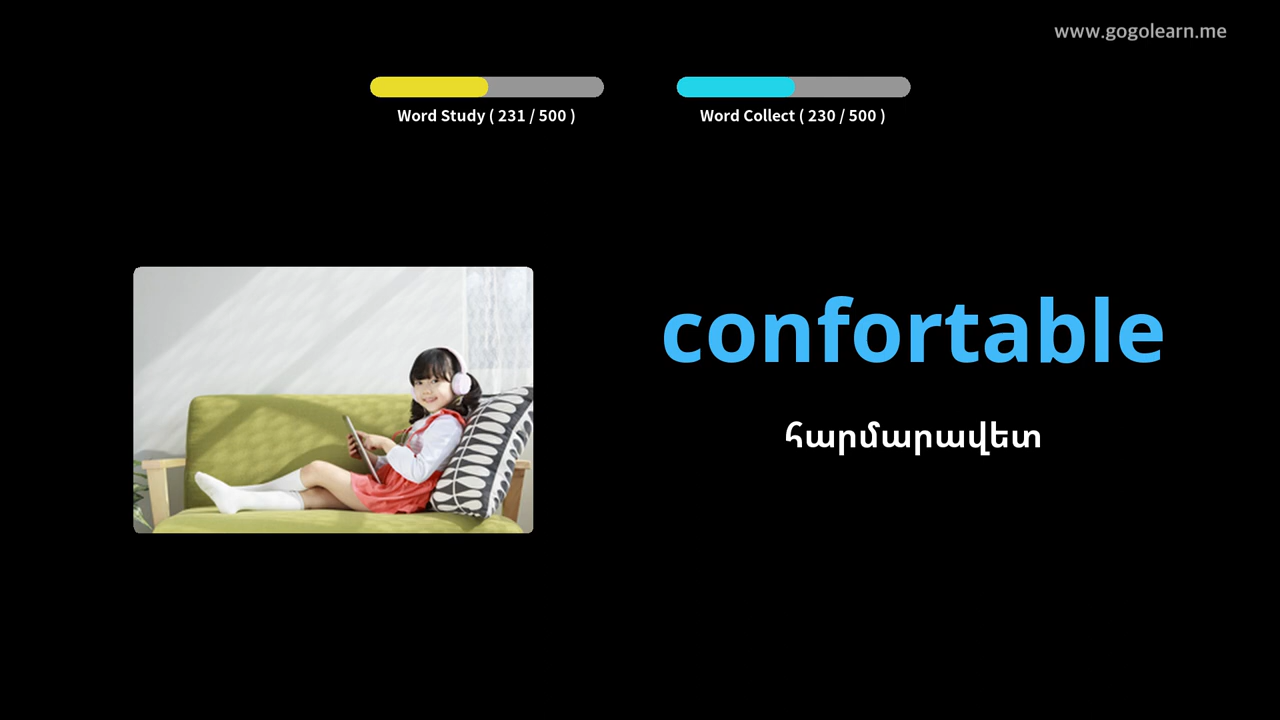 www.gogolearn.me
Word Study ( 231 / 500 )
Word Collect ( 230 / 500 )
confortable
հարմարավետ